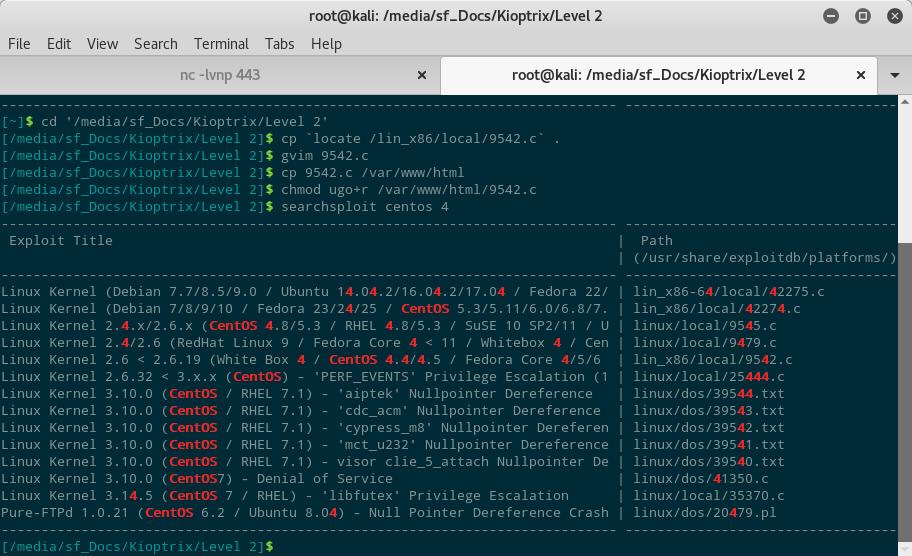 root@kali: /media/sf_Docs/Kioptrix/Level 2
File Edit View Search Terminal Tabs Help
nc -lvnp 443
root@kali: /media/sf_Docs/Kioptrix/Level 2
[~]$ cd '/media/sf_Docs/Kioptrix/Level 2'
[/media/sf_Docs/Kioptrix/Level 2]$ cp `locate /lin_x86/local/9542.c` .
[/media/sf_Docs/Kioptrix/Level 2]$ gvim 9542.c
[/media/sf_Docs/Kioptrix/Level 2]$ cp 9542.c /var/www/html
[/media/sf_Docs/Kioptrix/Level 2]$ chmod ugo+r /var/www/html/9542.c
[/media/sf_Docs/Kioptrix/Level 2]$ searchsploit centos 4
Exploit Title | Path
| (/usr/share/exploitdb/platforms/)
Linux Kernel (Debian 7.7/8.5/9.0 / Ubuntu 14.04.2/16.04.2/17.04 / Fedora 22/ | lin_x86-64/local/42275.c
Linux Kernel (Debian 7/8/9/10 / Fedora 23/24/25 / CentOS 5.3/5.11/6.0/6.8/7. | lin_x86/local/42274.c
Linux Kernel 2.4.x/2.6.x (CentOS 4.8/5.3 / RHEL 4.8/5.3 / SuSE 10 SP2/11 / U | linux/local/9545.c
Linux Kernel 2.4/2.6 (RedHat Linux 9 / Fedora Core 4 < 11 / Whitebox 4 / Cen | linux/local/9479.c
Linux Kernel 2.6 < 2.6.19 (White Box 4 / CentOS 4.4/4.5 / Fedora Core 4/5/6 | lin_x86/local/9542.c
Linux Kernel 2.6.32 < 3.x.x (CentOS) - 'PERF_EVENTS' Privilege Escalation (1 | linux/local/25444.c
Linux Kernel 3.10.0 (CentOS / RHEL 7.1) - 'aiptek' Nullpointer Dereference | linux/dos/39544.txt
Linux Kernel 3.10.0 (CentOS / RHEL 7.1) - 'cdc_acm' Nullpointer Dereference | linux/dos/39543.txt
Linux Kernel 3.10.0 (CentOS / RHEL 7.1) - 'cypress_m8' Nullpointer Dereferen | linux/dos/39542.txt
Linux Kernel 3.10.0 (CentOS / RHEL 7.1) - 'mct_u232' Nullpointer Dereference | linux/dos/39541.txt
Linux Kernel 3.10.0 (CentOS / RHEL 7.1) - visor clie_5_attach Nullpointer De | linux/dos/39540.txt
Linux Kernel 3.10.0 (CentOS7) - Denial of Service | linux/dos/41350.c
Linux Kernel 3.14.5 (CentOS 7 / RHEL) - 'libfutex' Privilege Escalation | linux/local/35370.c
Pure-FTPd 1.0.21 (CentOS 6.2 / Ubuntu 8.04) - Null Pointer Dereference Crash | linux/dos/20479.pl
[/media/sf_Docs/Kioptrix/Level 2]$